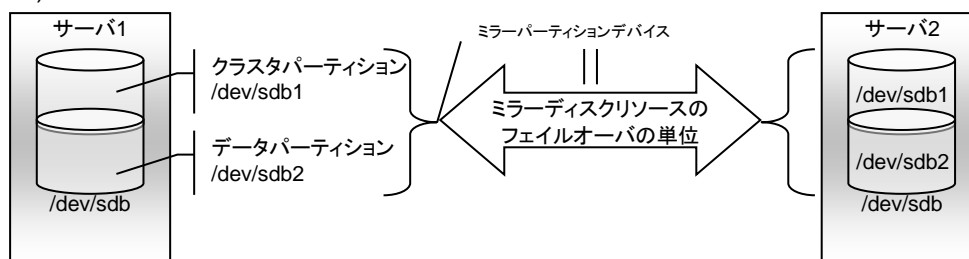 サーバ1
クラスタパーティション
/dev/sdb1
データパーティション
/dev/sdb2
/dev/sdb
ミラーパーティションデバイス
ミラーディスクリソースの
フェイルオーバの単位
サーバ2
/dev/sdb1
/dev/sdb2
/dev/sdb